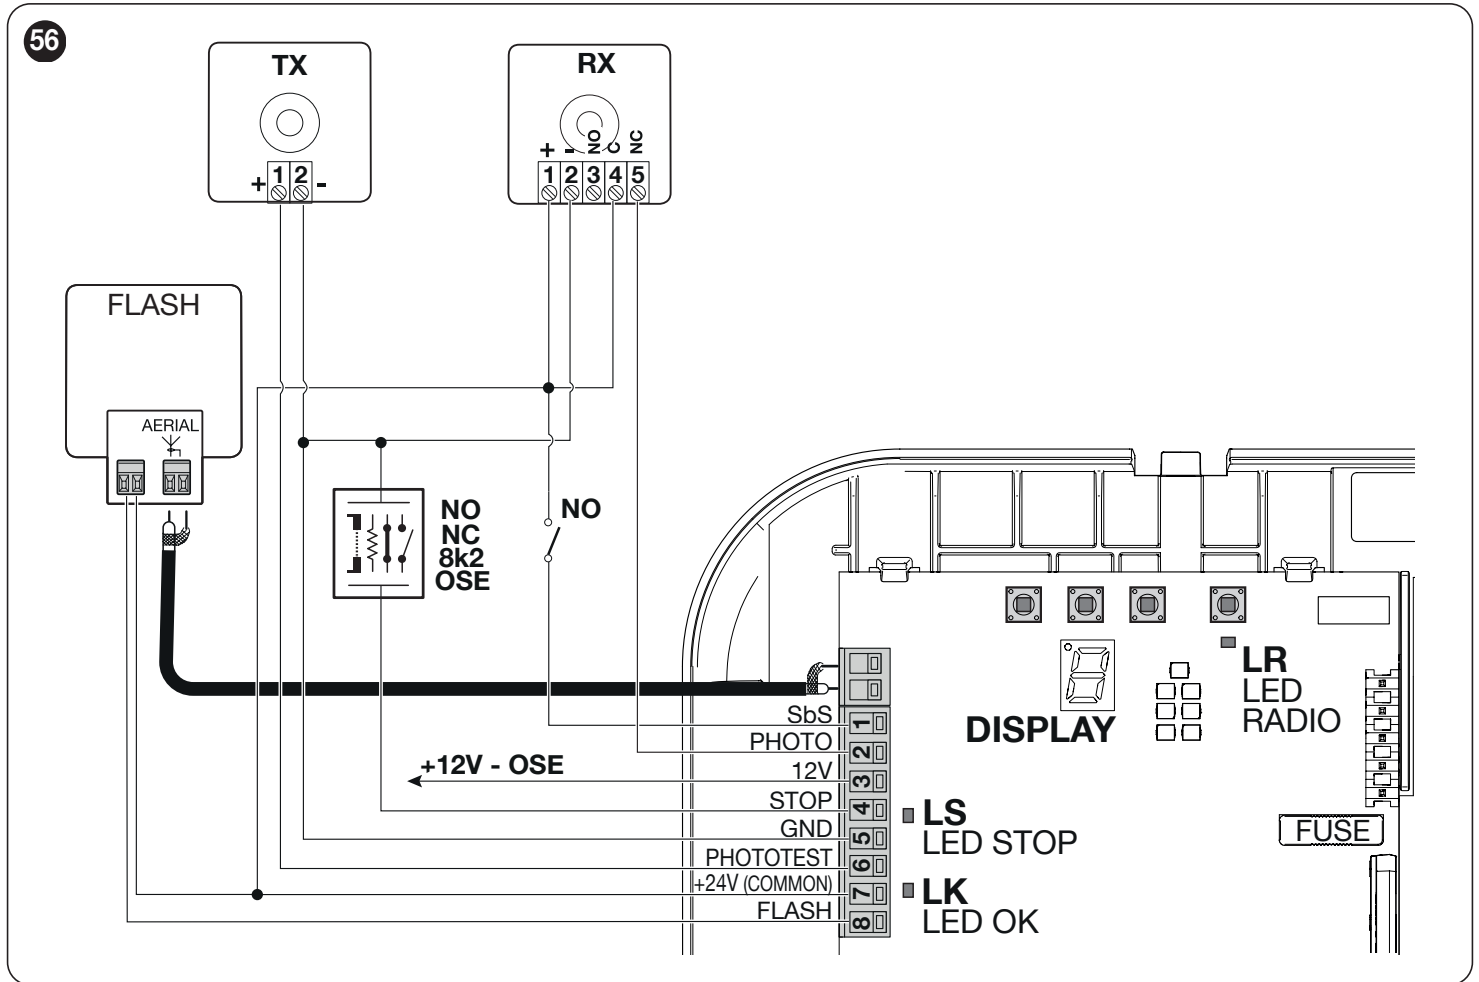 56
TX
+ 1 2 -
RX
+ - NO C NC
1 2 3 4 5
FLASH
AERIAL
NO
NC
8k2
OSE
NO
SbS
PHOTO
+12V - OSE
12V
STOP
GND
PHOTOTEST
+24V (COMMON)
FLASH
1
2
3
4
5
6
7
8
DISPLAY
LR
LED
RADIO
LS
LED STOP
LK
LED OK
FUSE